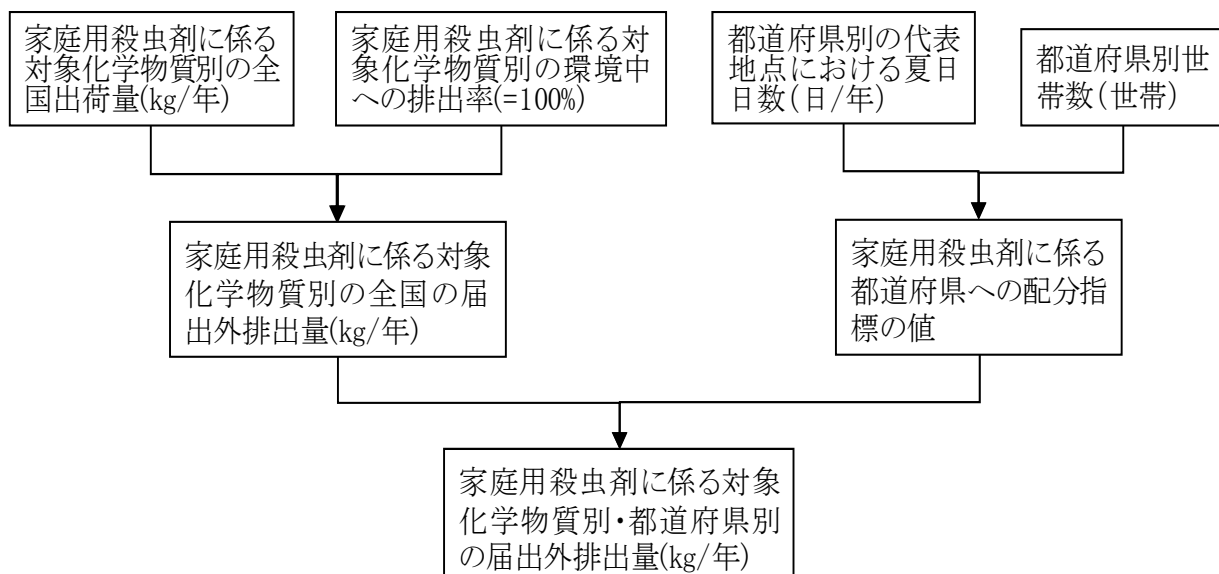 家庭用殺虫剤に係る
対象化学物質別の全
国出荷量(kg/年)
家庭用殺虫剤に係る対
象化学物質別の環境中
への排出率(=100%)
都道府県別の代表
地点における夏日
日数(日/年)
都道府県別世
帯数(世帯)
家庭用殺虫剤に係る対象
化学物質別の全国の届
出外排出量(kg/年)
家庭用殺虫剤に係る
都道府県への配分指
標の値
家庭用殺虫剤に係る対象
化学物質別・都道府県別
の届出外排出量(kg/年)